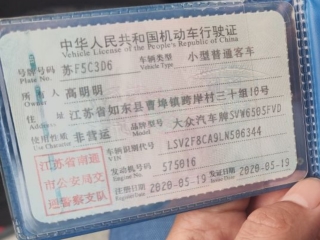 中华人民共和国机动车行驶证
Vehicle License of the People's Republic of China
号牌号码 苏F5C3D6 车辆类型 小型普通客车
Plate No. Vehicle Type
所有人 高明明
Owner
住址 江苏省如东县曹埠镇跨岸村三十组10号
Address
使用性质 非营运 品牌型号 大众汽车牌SVW6505FVD
Use Character Model
江苏省南通
市公安局交
通警察支队
车辆识别代号 LSV2F8CA9LN506344
VIN
发动机号码 575016
Engine No.
注册日期 2020-05-19 发证日期 2020-05-19
Register Date Issue Date